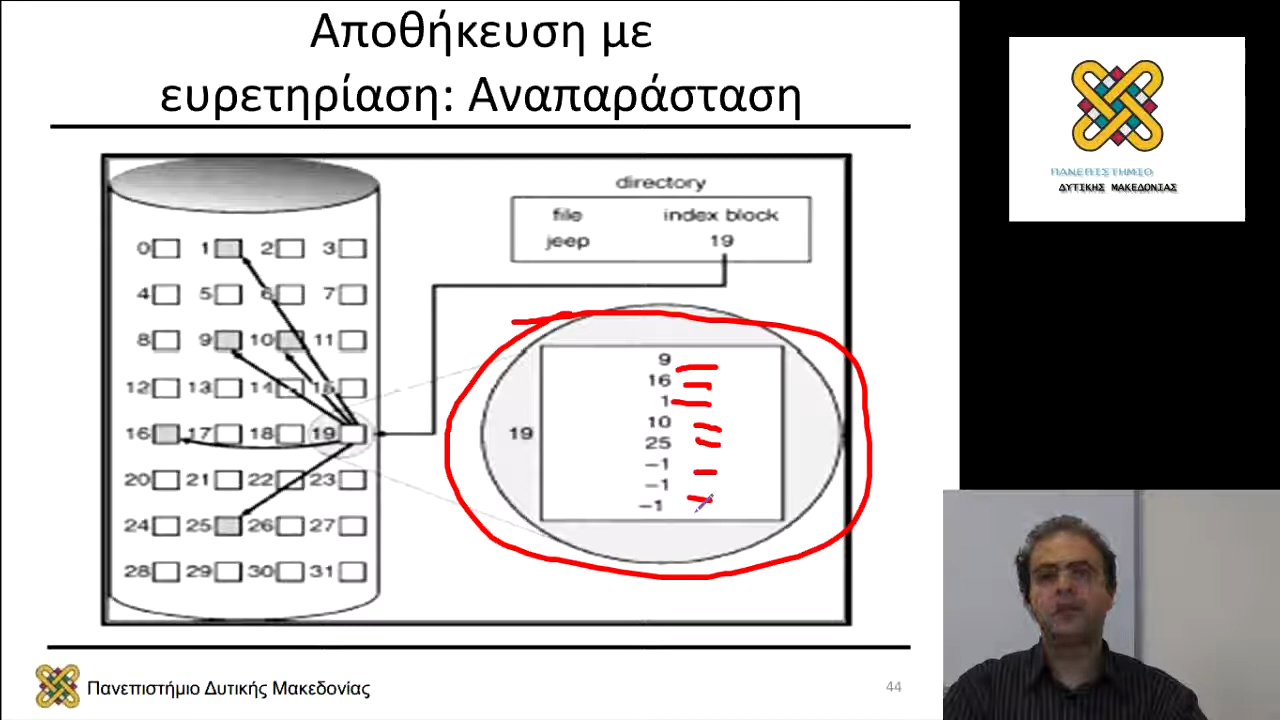 Αποθήκευση με
ευρετηρίαση: Αναπαράσταση
directory
file index block
jeep 19
0 1 2 3
4 5 6 7
8 9 10 11
12 13 14 15
16 17 18 19
20 21 22 23
24 25 26 27
28 29 30 31
19
9
16
1
10
25
–1
–1
–1
Πανεπιστήμιο Δυτικής Μακεδονίας
44
ΠΑΝΕΠΙΣΤΗΜΙΟ
ΔΥΤΙΚΗΣ ΜΑΚΕΔΟΝΙΑΣ